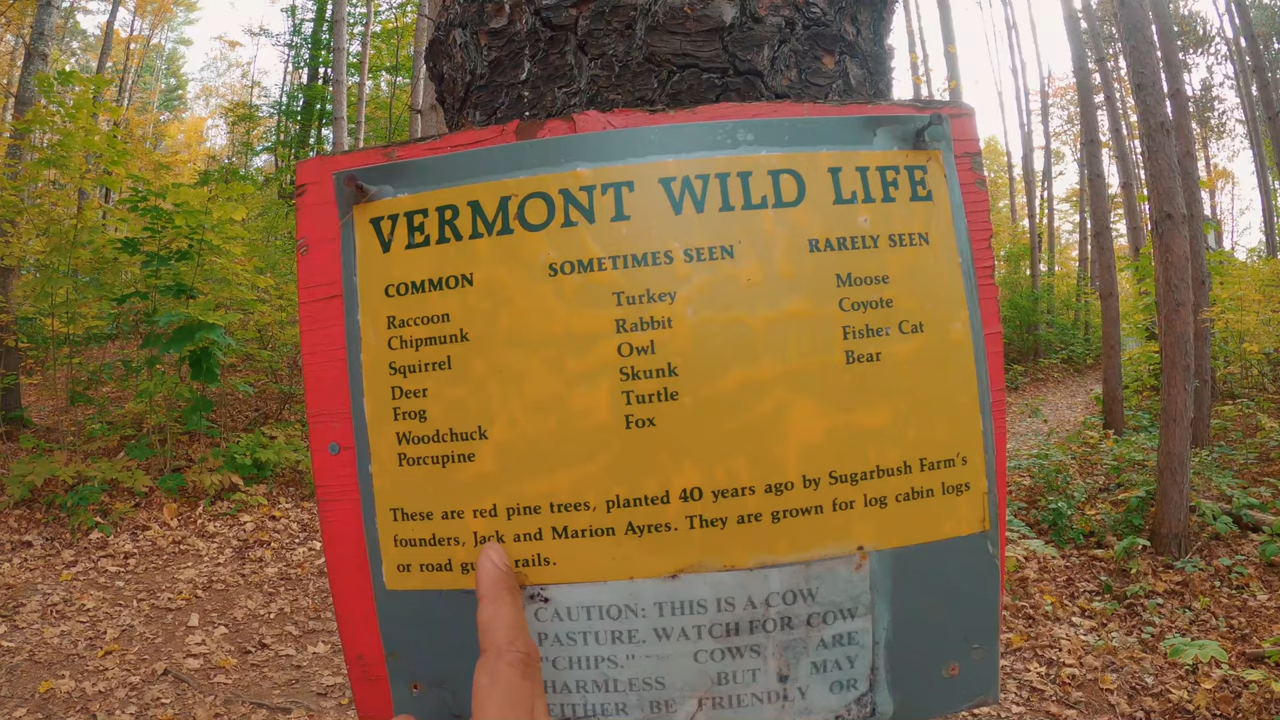 VERMONT WILD LIFE
COMMON
Raccoon
Chipmunk
Squirrel
Deer
Frog
Woodchuck
Porcupine
SOMETIMES SEEN
Turkey
Rabbit
Owl
Skunk
Turtle
Fox
RARELY SEEN
Moose
Coyote
Fisher Cat
Bear
These are red pine trees, planted 40 years ago by Sugarbush Farm's
founders, Jack and Marion Ayres. They are grown for log cabin logs
or road rails.
CAUTION: THIS IS A COW
PASTURE. WATCH FOR COW
"CHIPS." COWS ARE
HARMLESS BUT MAY
EITHER BE FRIENDLY OR